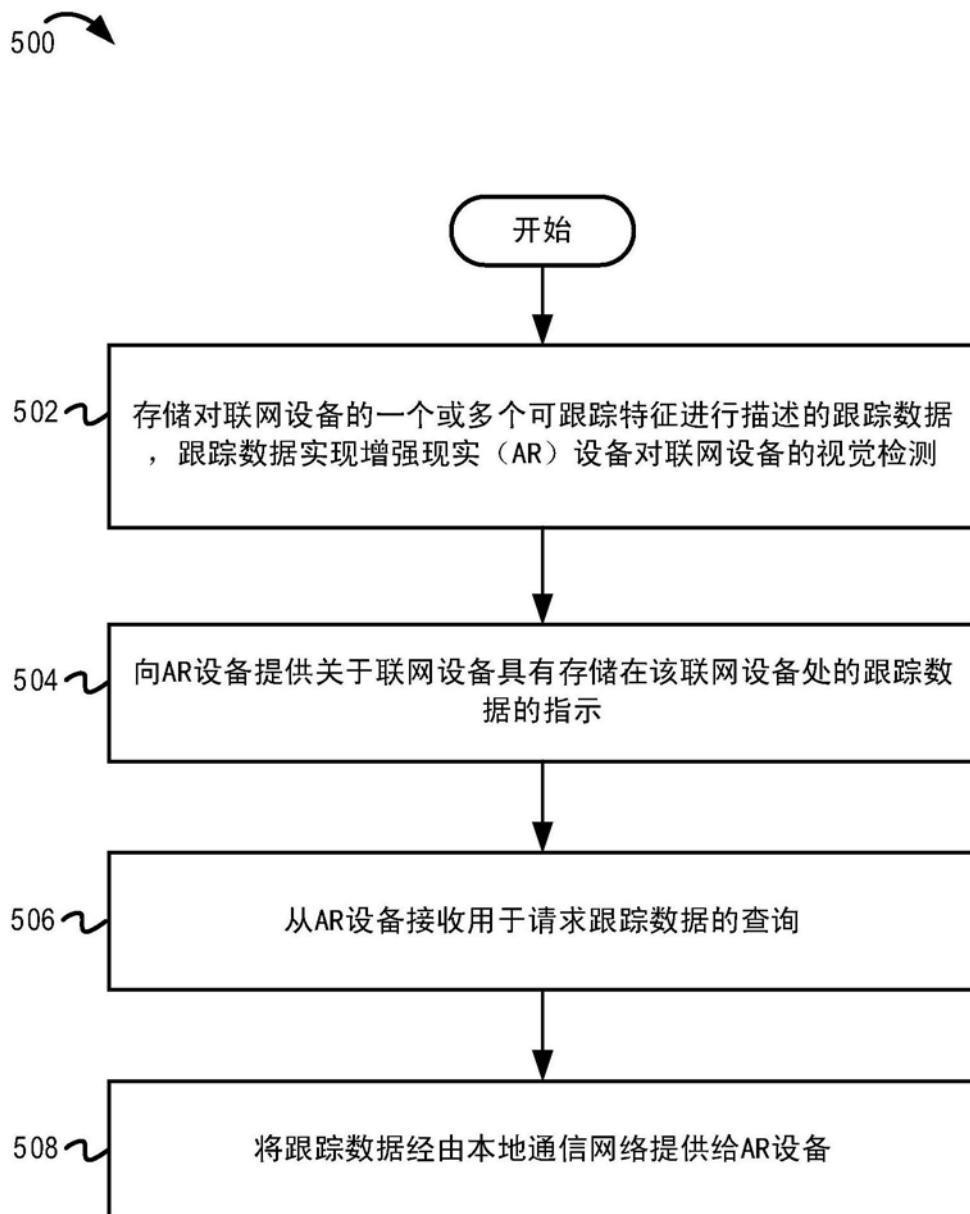 500
开始
502
存储对联网设备的一个或多个可跟踪特征进行描述的跟踪数据
，跟踪数据实现增强现实（AR）设备对联网设备的视觉检测
504
向AR设备提供关于联网设备具有存储在该联网设备处的跟踪数
据的指示
506
从AR设备接收用于请求跟踪数据的查询
508
将跟踪数据经由本地通信网络提供给AR设备